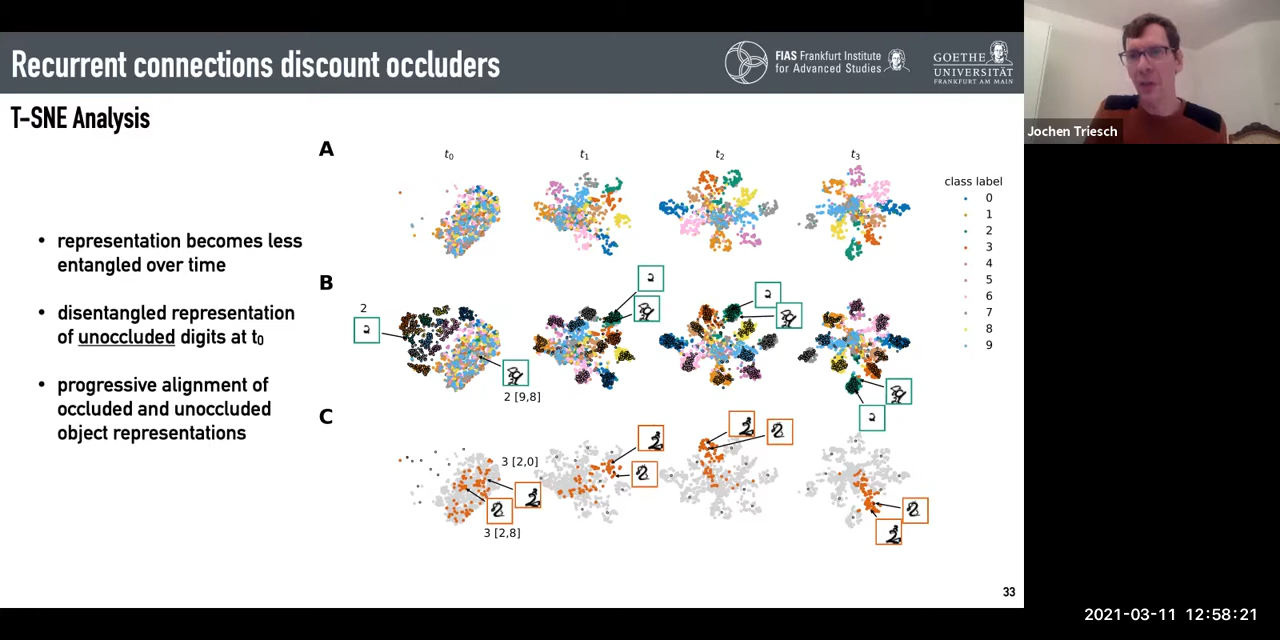 Recurrent connections discount occluders
FIAS Frankfurt Institute
for Advanced Studies
GOETHE
UNIVERSITÄT
FRANKFURT AM MAIN
Jochen Triesch
T-SNE Analysis
• representation becomes less
entangled over time
• disentangled representation
of unoccluded digits at t0
• progressive alignment of
occluded and unoccluded
object representations
A
t0
t1
t2
t3
class label
0
1
2
3
4
5
6
7
8
9
B
2
2 [9,8]
C
3 [2,0]
3 [2,8]
33
2021-03-11 12:58:21